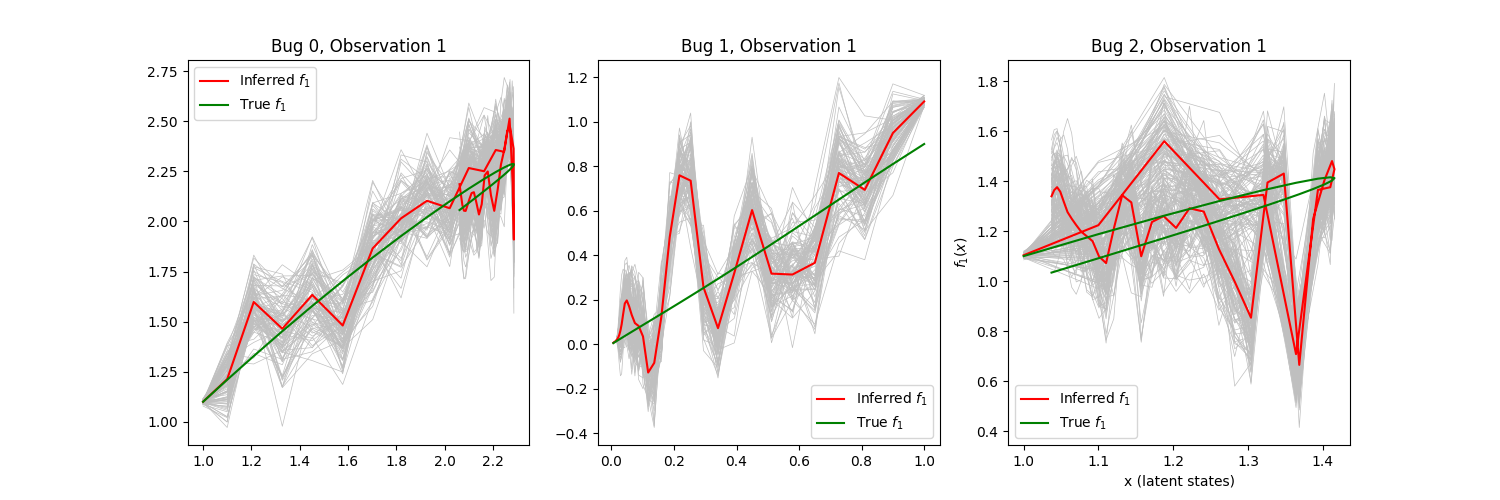 Bug 0, Observation 1
2.75
2.50
2.25
2.00
1.75
1.50
1.25
1.00
1.0 1.2 1.4 1.6 1.8 2.0 2.2
Inferred f₁
True f₁
Bug 1, Observation 1
1.2
1.0
0.8
0.6
0.4
0.2
0.0
−0.2
−0.4
0.0 0.2 0.4 0.6 0.8 1.0
Inferred f₁
True f₁
Bug 2, Observation 1
f₁(x)
1.8
1.6
1.4
1.2
1.0
0.8
0.6
0.4
1.0 1.1 1.2 1.3 1.4
x (latent states)
Inferred f₁
True f₁